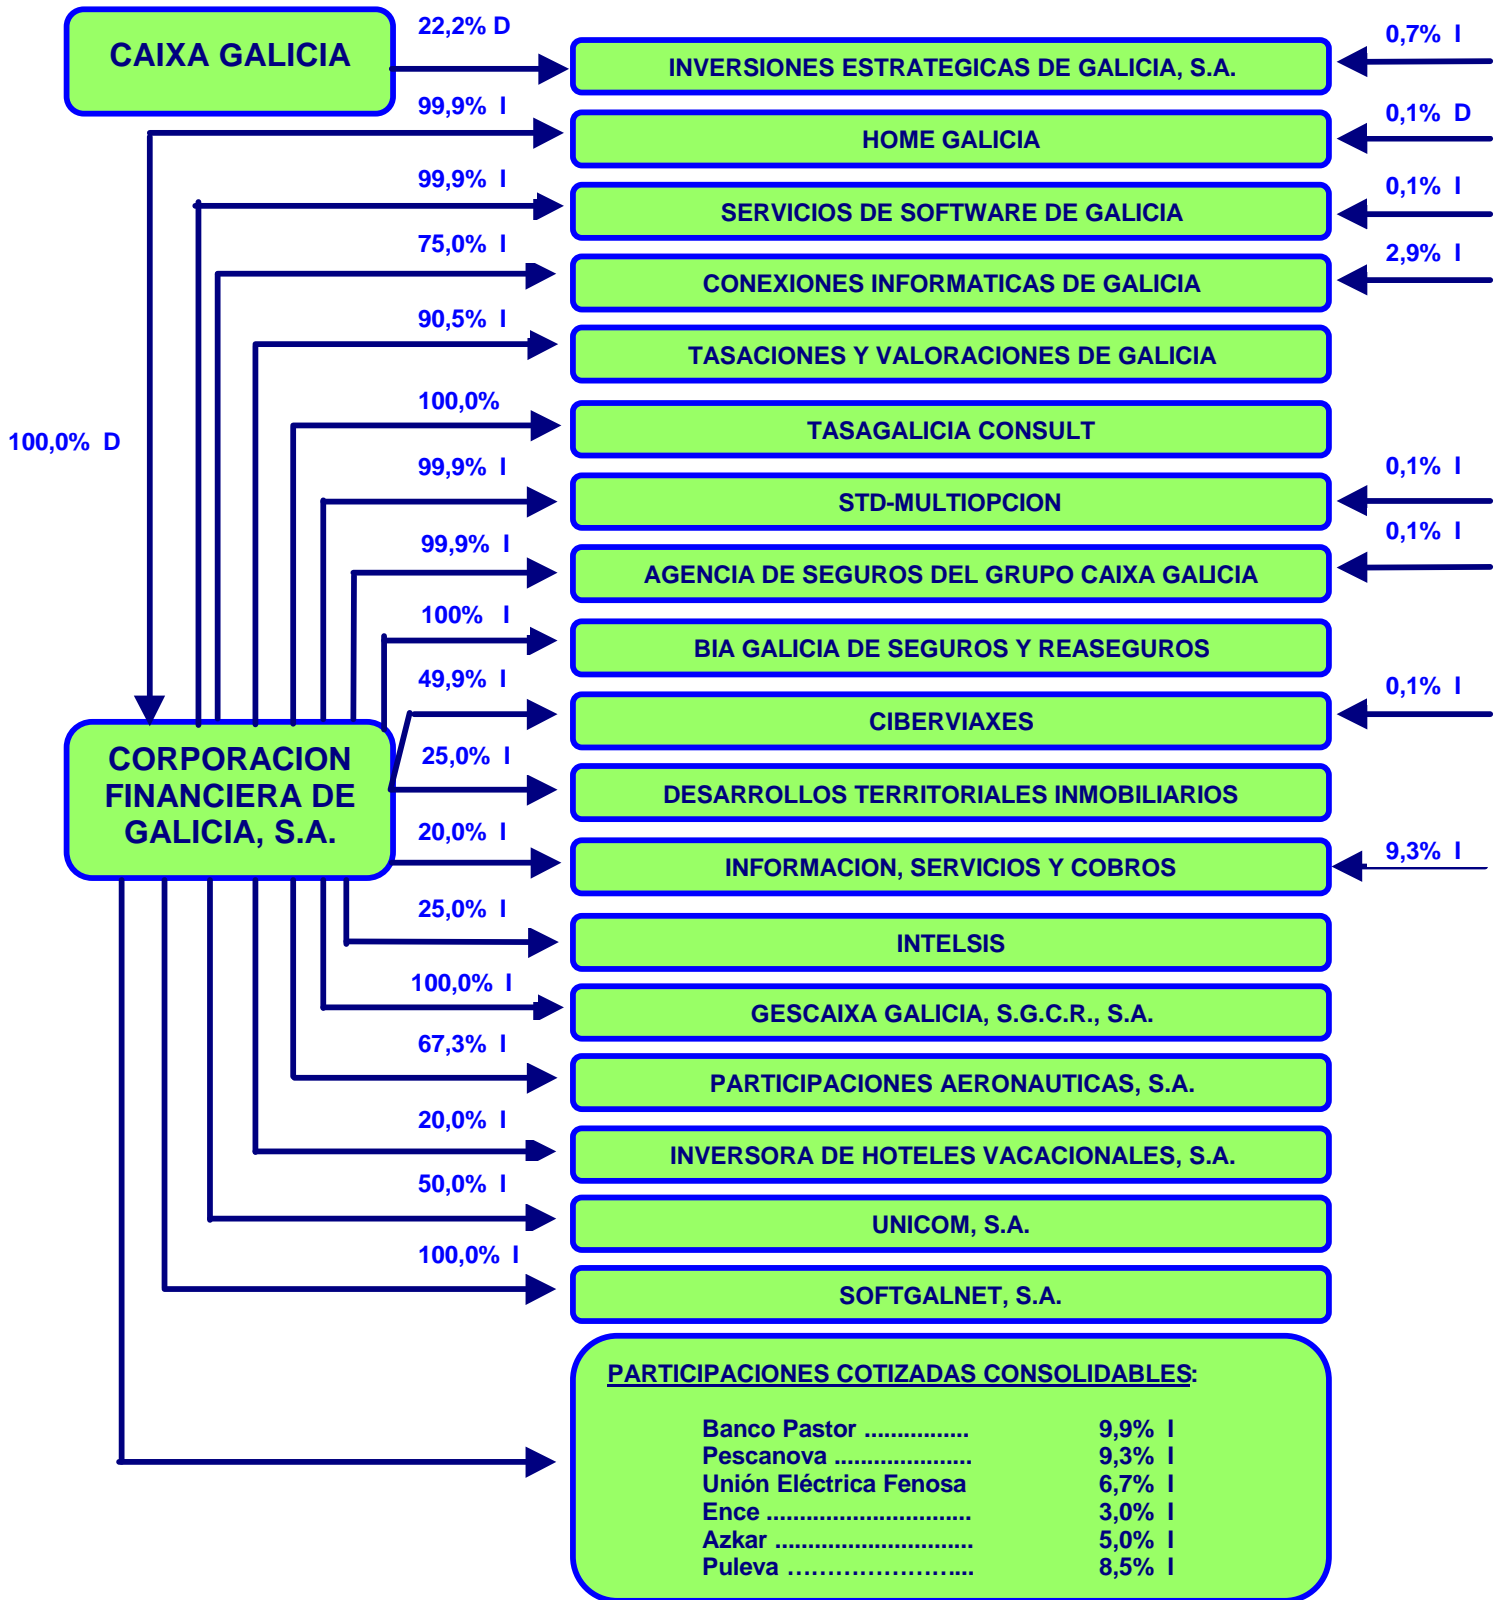 22,2% D
0,7% I
CAIXA GALICIA
INVERSIONES ESTRATEGICAS DE GALICIA, S.A.
99,9% I
0,1% D
HOME GALICIA
99,9% I
0,1% I
SERVICIOS DE SOFTWARE DE GALICIA
75,0% I
2,9% I
CONEXIONES INFORMATICAS DE GALICIA
90,5% I
TASACIONES Y VALORACIONES DE GALICIA
100,0%
TASAGALICIA CONSULT
100,0% D
99,9% I
0,1% I
STD-MULTIOPCION
99,9% I
0,1% I
AGENCIA DE SEGUROS DEL GRUPO CAIXA GALICIA
100% I
BIA GALICIA DE SEGUROS Y REASEGUROS
49,9% I
0,1% I
CIBERVIAXES
CORPORACION
FINANCIERA DE
GALICIA, S.A.
25,0% I
DESARROLLOS TERRITORIALES INMOBILIARIOS
20,0% I
9,3% I
INFORMACION, SERVICIOS Y COBROS
25,0% I
INTELSIS
100,0% I
GESCAIXA GALICIA, S.G.C.R., S.A.
67,3% I
PARTICIPACIONES AERONAUTICAS, S.A.
20,0% I
INVERSORA DE HOTELES VACACIONALES, S.A.
50,0% I
UNICOM, S.A.
100,0% I
SOFTGALNET, S.A.
PARTICIPACIONES COTIZADAS CONSOLIDABLES:
Banco Pastor ................ 9,9% I
Pescanova ..................... 9,3% I
Unión Eléctrica Fenosa 6,7% I
Ence ............................... 3,0% I
Azkar .............................. 5,0% I
Puleva ………………….... 8,5% I